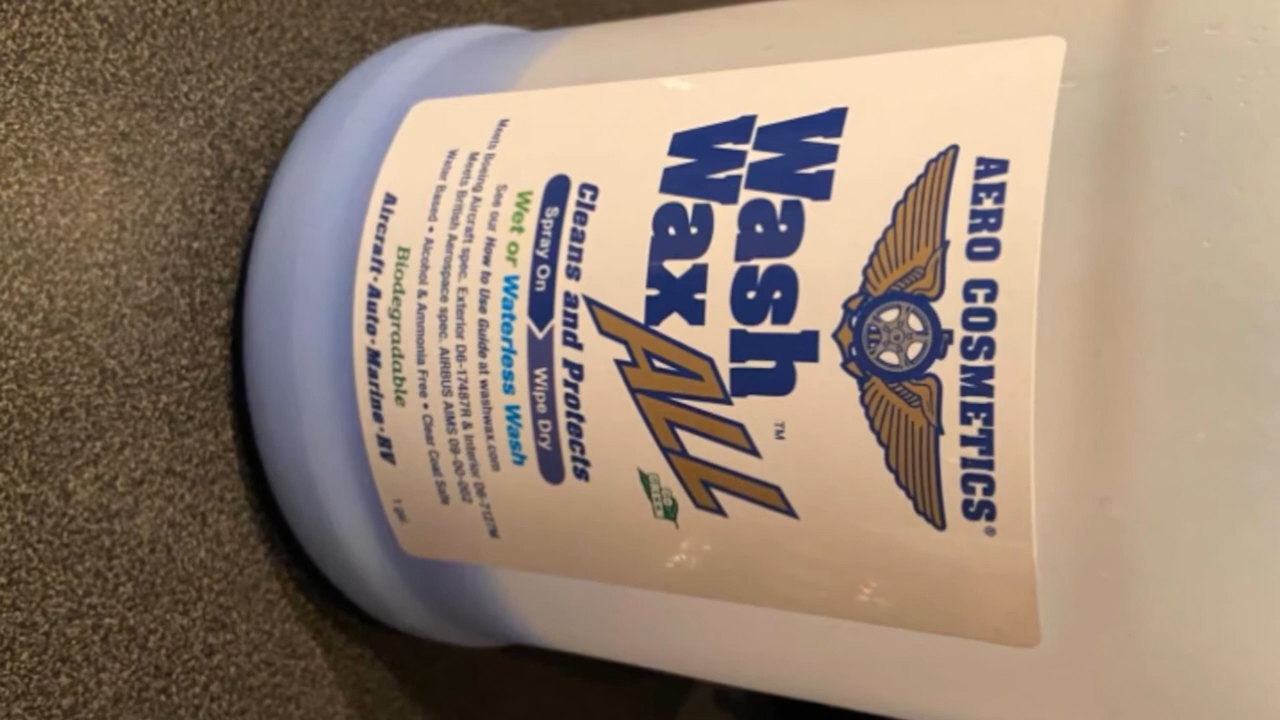 AERO COSMETICS®
Wash
Wax
ALL™
GO GREEN
Cleans and Protects
Spray On Wipe Dry
Wet or Waterless Wash
See our How to Use Guide at washwax.com
Meets Boeing Aircraft spec. Exterior D6-17487R & Interior D6-7127M
Meets British Aerospace spec. AIRBUS AIMS 09-00-002
Water Based • Alcohol & Ammonia Free • Clear Coat Safe
Biodegradable
Aircraft • Auto • Marine • RV
1 gal.